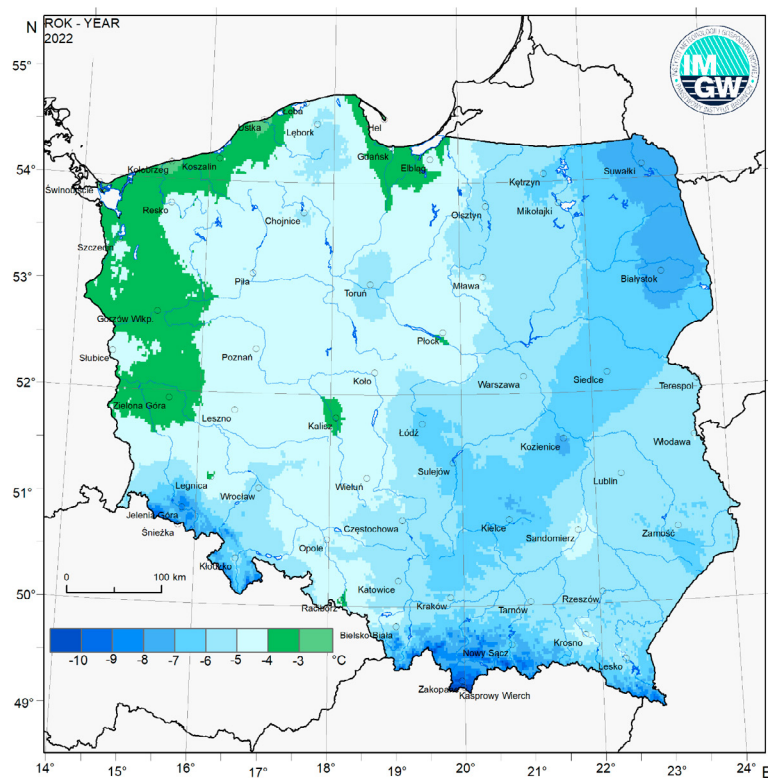 N
ROK - YEAR
2022
INSTYTUT METEOROLOGII I GOSPODARKI WODNEJ
IMGW
55°
54°
53°
52°
51°
50°
49°
Łeba
Ustka
Lębork
Hel
Kołobrzeg
Koszalin
Gdańsk
Elbląg
Suwałki
Kętrzyn
Świnoujście
Resko
Chojnice
Olsztyn
Mikołajki
Szczecin
Piła
Toruń
Mława
Białystok
Gorzów Wlkp.
Płock
Słubice
Poznań
Koło
Warszawa
Siedlce
Terespol
Zielona Góra
Leszno
Kalisz
Łódź
Kozienice
Włodawa
Sulejów
Lublin
Legnica
Wrocław
Wieluń
Jelenia Góra
Śnieżka
Częstochowa
Kielce
Sandomierz
Zamość
Opole
Kłodzko
Katowice
Racibórz
Kraków
Tarnów
Rzeszów
Bielsko Biała
Nowy Sącz
Krosno
Lesko
Zakopane
Kasprowy Wierch
0 100 km
-10 -9 -8 -7 -6 -5 -4 -3 °C
14° 15° 16° 17° 18° 19° 20° 21° 22° 23° 24° E